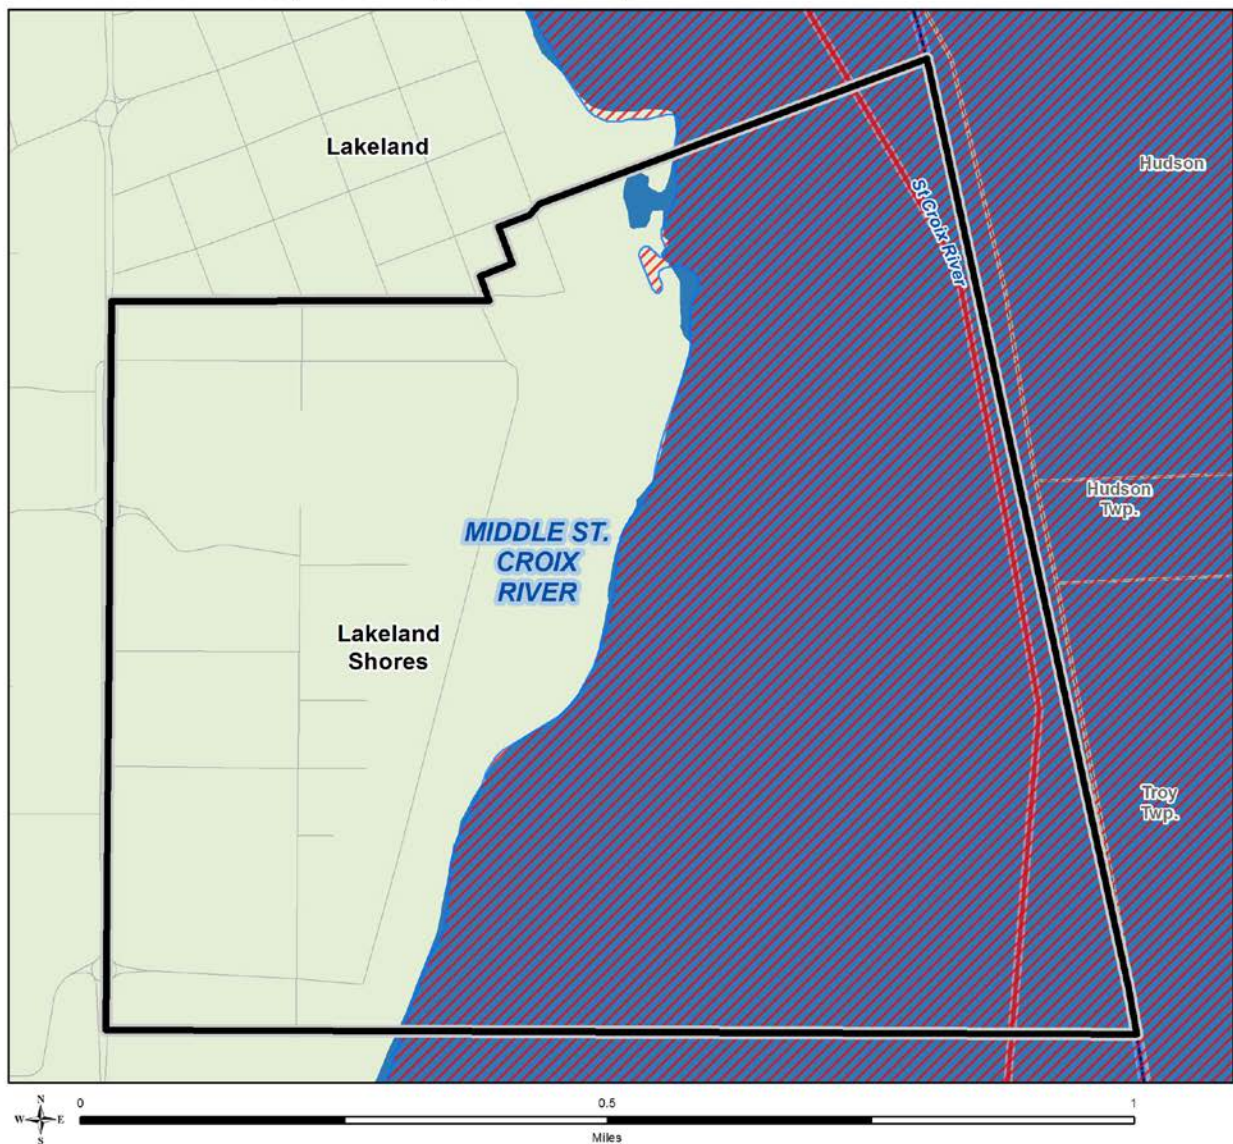 Lakeland
Hudson
St Croix River
Hudson
Twp.
MIDDLE ST.
CROIX
RIVER
Lakeland
Shores
Troy
Twp.
N
W E
S
0 0.5 1
Miles